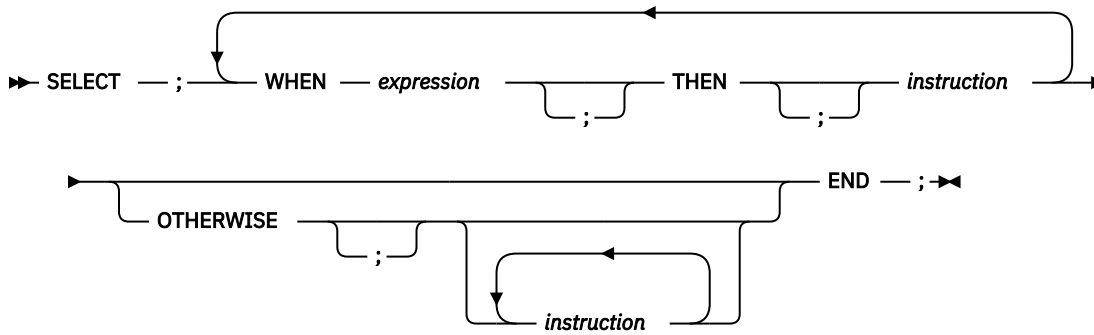 SELECT ; WHEN expression ; THEN ; instruction
END ;
OTHERWISE ;
instruction